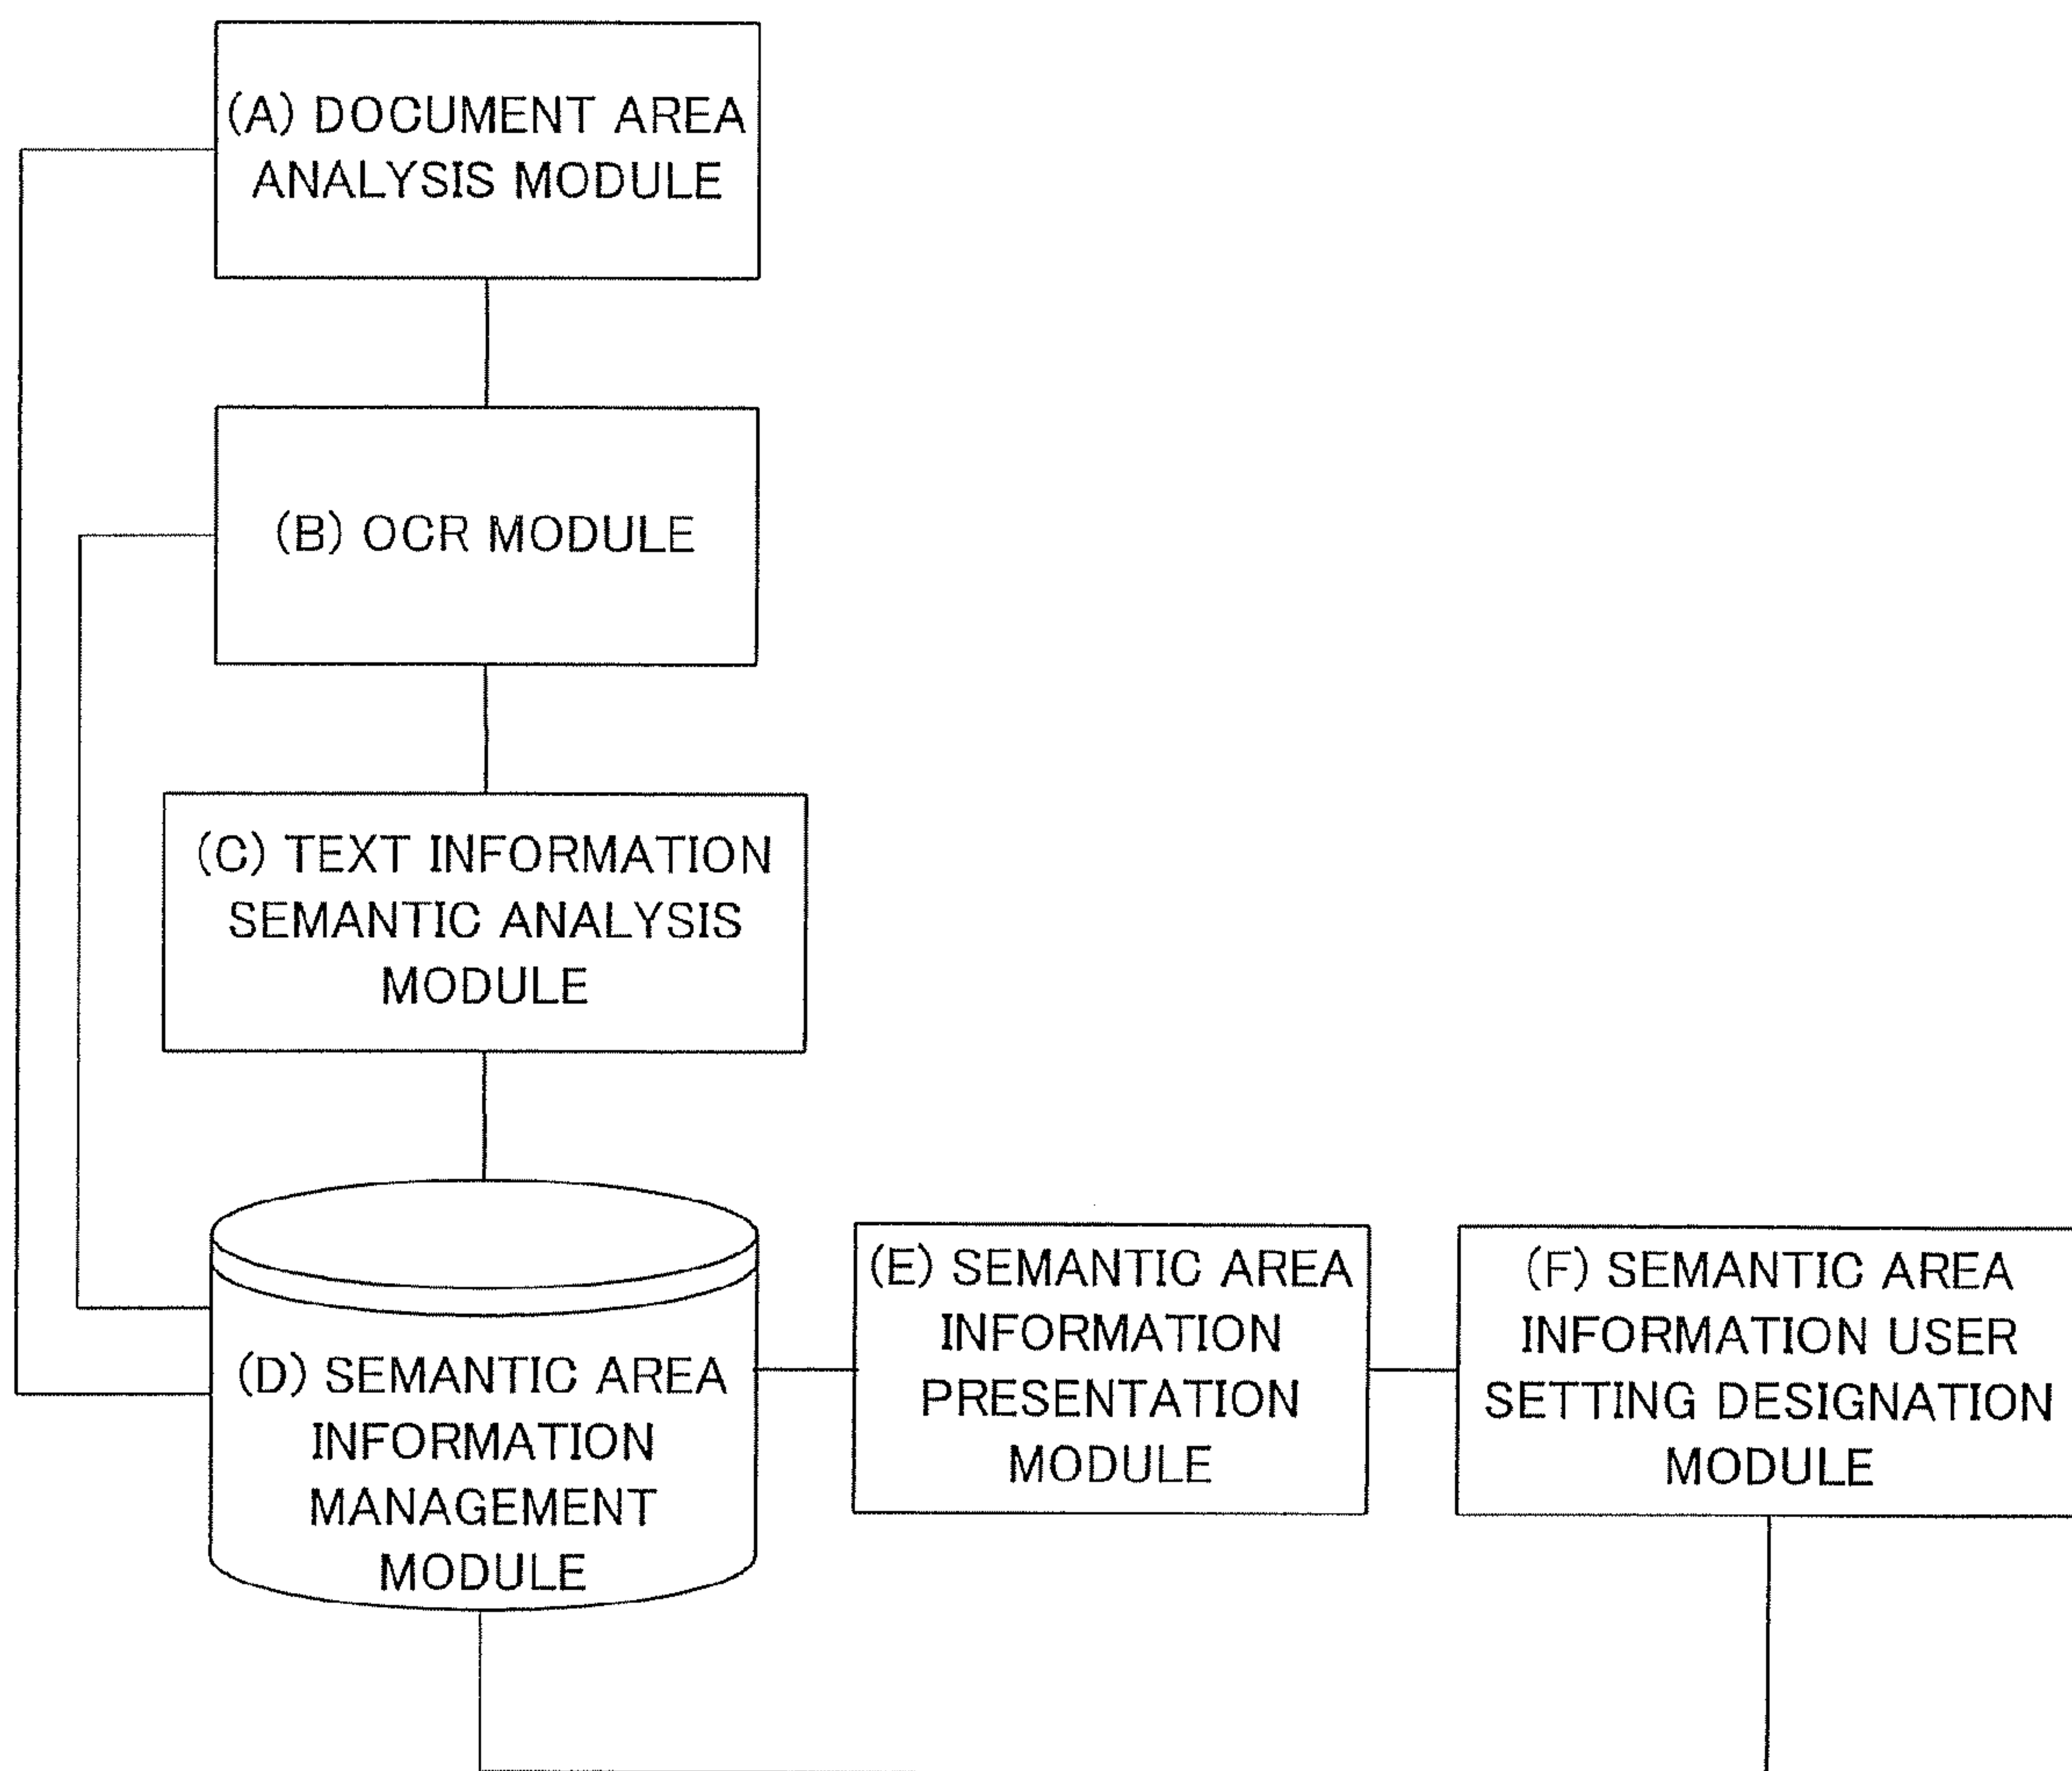 (A) DOCUMENT AREA
ANALYSIS MODULE
(B) OCR MODULE
(C) TEXT INFORMATION
SEMANTIC ANALYSIS
MODULE
(D) SEMANTIC AREA
INFORMATION
MANAGEMENT
MODULE
(E) SEMANTIC AREA
INFORMATION
PRESENTATION
MODULE
(F) SEMANTIC AREA
INFORMATION USER
SETTING DESIGNATION
MODULE